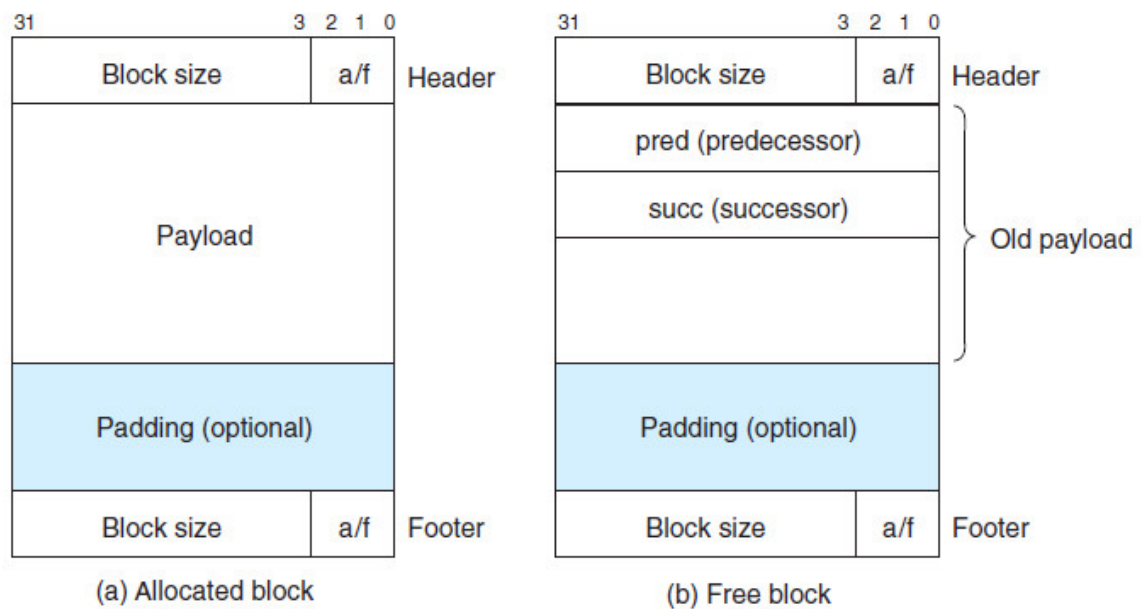 31 3 2 1 0
Block size a/f Header
Payload
Padding (optional)
Block size a/f Footer
(a) Allocated block
31 3 2 1 0
Block size a/f Header
pred (predecessor)
succ (successor)
Old payload
Padding (optional)
Block size a/f Footer
(b) Free block